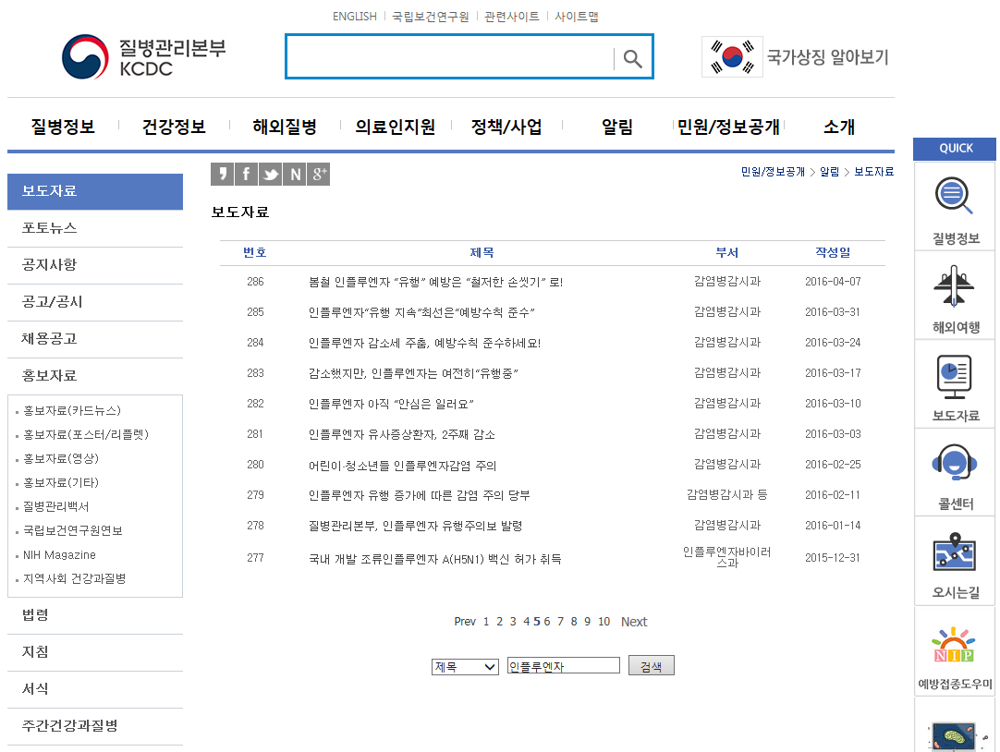 ENGLISH 국립보건연구원 관련사이트 사이트맵
질병관리본부
KCDC
국가상징 알아보기
질병정보 건강정보 해외질병 의료인지원 정책/사업 알림 민원/정보공개 소개
QUICK
질병정보
해외여행
보도자료
콜센터
오시는길
NIP
예방접종도우미
보도자료
포토뉴스
공지사항
공고/공시
채용공고
홍보자료
홍보자료(카드뉴스)
홍보자료(포스터/리플렛)
홍보자료(영상)
홍보자료(기타)
질병관리백서
국립보건연구원연보
NIH Magazine
지역사회 건강과질병
법령
지침
서식
주간건강과질병
f N g+
민원/정보공개 > 알림 > 보도자료
보도자료
번호 제목 부서 작성일
286 봄철 인플루엔자 “유행” 예방은 “철저한 손씻기” 로! 감염병감시과 2016-04-07
285 인플루엔자“유행 지속”최선은“예방수칙 준수” 감염병감시과 2016-03-31
284 인플루엔자 감소세 주춤, 예방수칙 준수하세요! 감염병감시과 2016-03-24
283 감소했지만, 인플루엔자는 여전히“유행중” 감염병감시과 2016-03-17
282 인플루엔자 아직 “안심은 일러요” 감염병감시과 2016-03-10
281 인플루엔자 유사증상환자, 2주째 감소 감염병감시과 2016-03-03
280 어린이·청소년들 인플루엔자감염 주의 감염병감시과 2016-02-25
279 인플루엔자 유행 증가에 따른 감염 주의 당부 감염병감시과 등 2016-02-11
278 질병관리본부, 인플루엔자 유행주의보 발령 감염병감시과 2016-01-14
277 국내 개발 조류인플루엔자 A(H5N1) 백신 허가 취득 인플루엔자바이러스과 2015-12-31
Prev 1 2 3 4 5 6 7 8 9 10 Next
제목 인플루엔자 검색